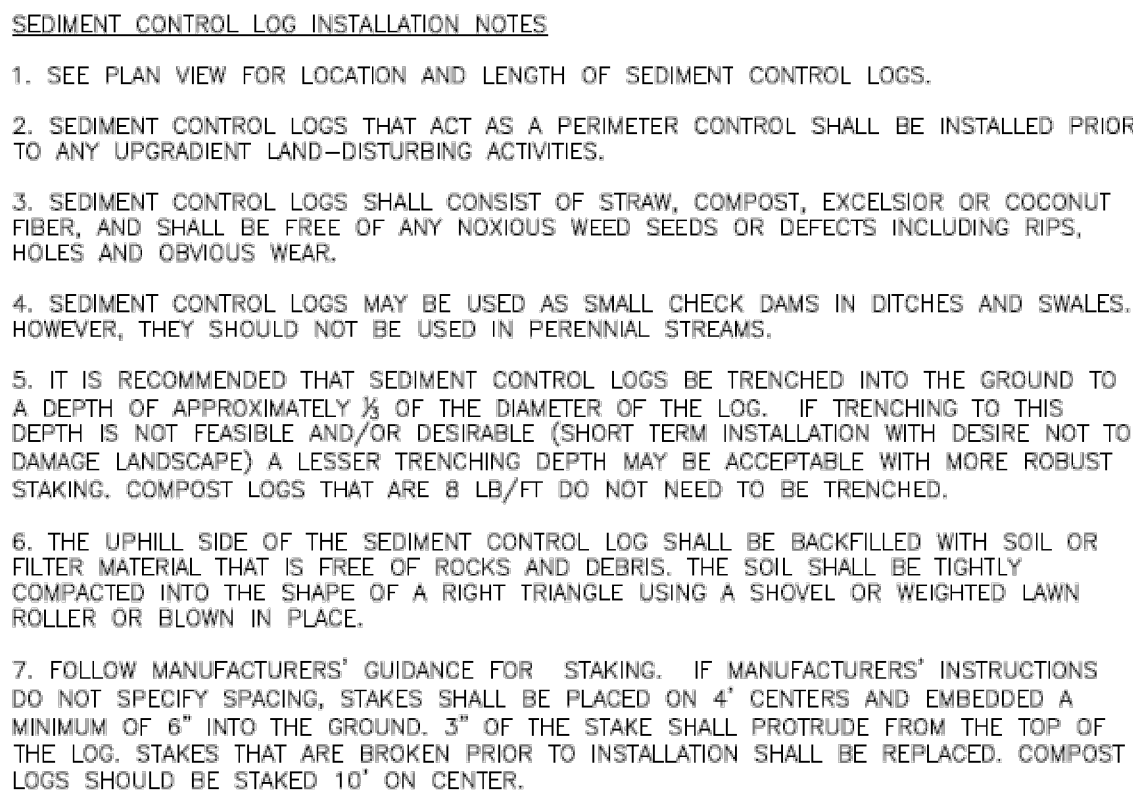 SEDIMENT CONTROL LOG INSTALLATION NOTES
1. SEE PLAN VIEW FOR LOCATION AND LENGTH OF SEDIMENT CONTROL LOGS.
2. SEDIMENT CONTROL LOGS THAT ACT AS A PERIMETER CONTROL SHALL BE INSTALLED PRIOR
TO ANY UPGRADIENT LAND–DISTURBING ACTIVITIES.
3. SEDIMENT CONTROL LOGS SHALL CONSIST OF STRAW, COMPOST, EXCELSIOR OR COCONUT
FIBER, AND SHALL BE FREE OF ANY NOXIOUS WEED SEEDS OR DEFECTS INCLUDING RIPS,
HOLES AND OBVIOUS WEAR.
4. SEDIMENT CONTROL LOGS MAY BE USED AS SMALL CHECK DAMS IN DITCHES AND SWALES.
HOWEVER, THEY SHOULD NOT BE USED IN PERENNIAL STREAMS.
5. IT IS RECOMMENDED THAT SEDIMENT CONTROL LOGS BE TRENCHED INTO THE GROUND TO
A DEPTH OF APPROXIMATELY ⅓ OF THE DIAMETER OF THE LOG. IF TRENCHING TO THIS
DEPTH IS NOT FEASIBLE AND/OR DESIRABLE (SHORT TERM INSTALLATION WITH DESIRE NOT TO
DAMAGE LANDSCAPE) A LESSER TRENCHING DEPTH MAY BE ACCEPTABLE WITH MORE ROBUST
STAKING. COMPOST LOGS THAT ARE 8 LB/FT DO NOT NEED TO BE TRENCHED.
6. THE UPHILL SIDE OF THE SEDIMENT CONTROL LOG SHALL BE BACKFILLED WITH SOIL OR
FILTER MATERIAL THAT IS FREE OF ROCKS AND DEBRIS. THE SOIL SHALL BE TIGHTLY
COMPACTED INTO THE SHAPE OF A RIGHT TRIANGLE USING A SHOVEL OR WEIGHTED LAWN
ROLLER OR BLOWN IN PLACE.
7. FOLLOW MANUFACTURERS' GUIDANCE FOR STAKING. IF MANUFACTURERS' INSTRUCTIONS
DO NOT SPECIFY SPACING, STAKES SHALL BE PLACED ON 4' CENTERS AND EMBEDDED A
MINIMUM OF 6" INTO THE GROUND. 3" OF THE STAKE SHALL PROTRUDE FROM THE TOP OF
THE LOG. STAKES THAT ARE BROKEN PRIOR TO INSTALLATION SHALL BE REPLACED. COMPOST
LOGS SHOULD BE STAKED 10' ON CENTER.